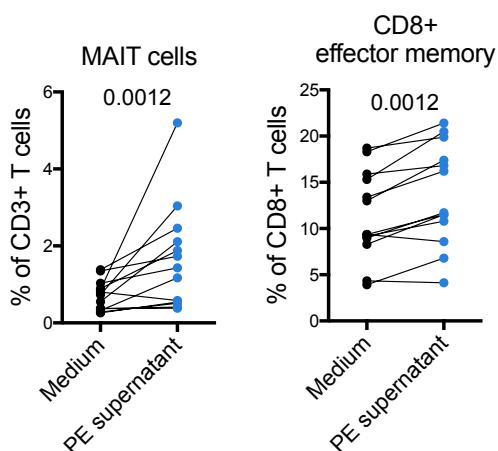 MAIT cells
0.0012
% of CD3+ T cells
6
4
2
0
Medium
PE supernatant
CD8+
effector memory
0.0012
% of CD8+ T cells
25
20
15
10
5
0
Medium
PE supernatant